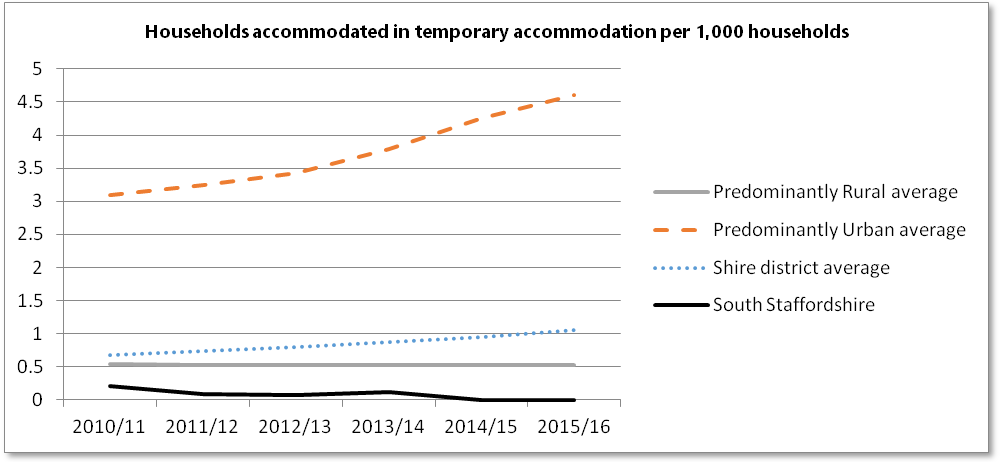 Households accommodated in temporary accommodation per 1,000 households
5
4.5
4
3.5
3
2.5
2
1.5
1
0.5
0
2010/11 2011/12 2012/13 2013/14 2014/15 2015/16
Predominantly Rural average
Predominantly Urban average
Shire district average
South Staffordshire